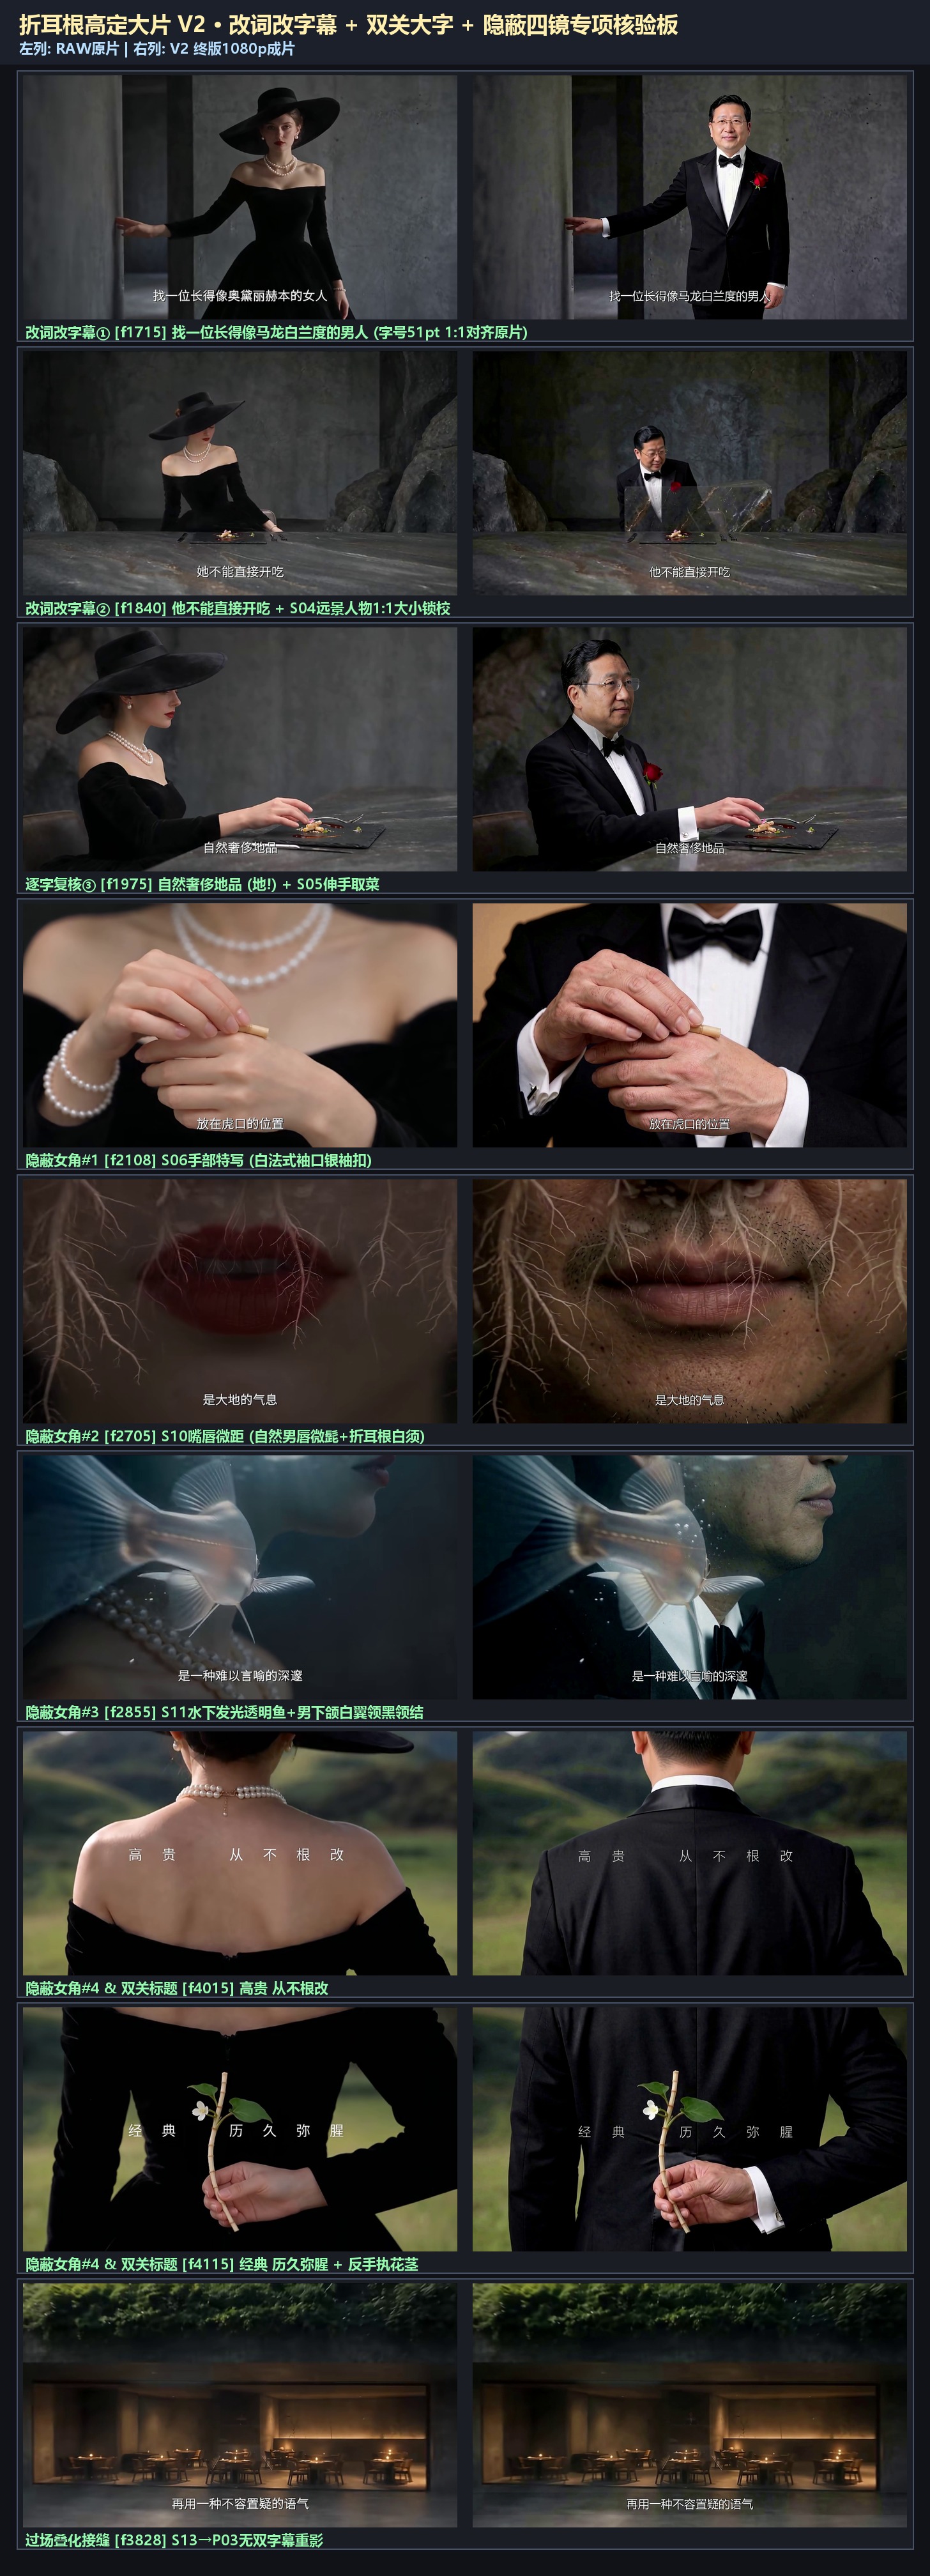 折耳根高定大片 V2 · 改词改字幕 + 双关大字 + 隐蔽四镜专项核验板
左列: RAW原片 | 右列: V2 终版1080p成片
找一位长得像奥黛丽赫本的女人
找一位长得像马龙白兰度的男人
改词改字幕① [f1715] 找一位长得像马龙白兰度的男人 (字号51pt 1:1对齐原片)
她不能直接开吃
他不能直接开吃
改词改字幕② [f1840] 他不能直接开吃 + S04远景人物1:1大小锁校
自然奢侈地品
自然奢侈地品
逐字复核③ [f1975] 自然奢侈地品 (地!) + S05伸手取菜
放在虎口的位置
放在虎口的位置
隐蔽女角#1 [f2108] S06手部特写 (白法式袖口银袖扣)
是大地的气息
是大地的气息
隐蔽女角#2 [f2705] S10嘴唇微距 (自然男唇微髭+折耳根白须)
是一种难以言喻的深邃
是一种难以言喻的深邃
隐蔽女角#3 [f2855] S11水下发光透明鱼+男下颌白翼领黑领结
高贵 从不根改
高贵 从不根改
隐蔽女角#4 & 双关标题 [f4015] 高贵 从不根改
经典 历久弥腥
经典 历久弥腥
隐蔽女角#4 & 双关标题 [f4115] 经典 历久弥腥 + 反手执花茎
再用一种不容置疑的语气
再用一种不容置疑的语气
过场叠化接缝 [f3828] S13→P03无双字幕重影